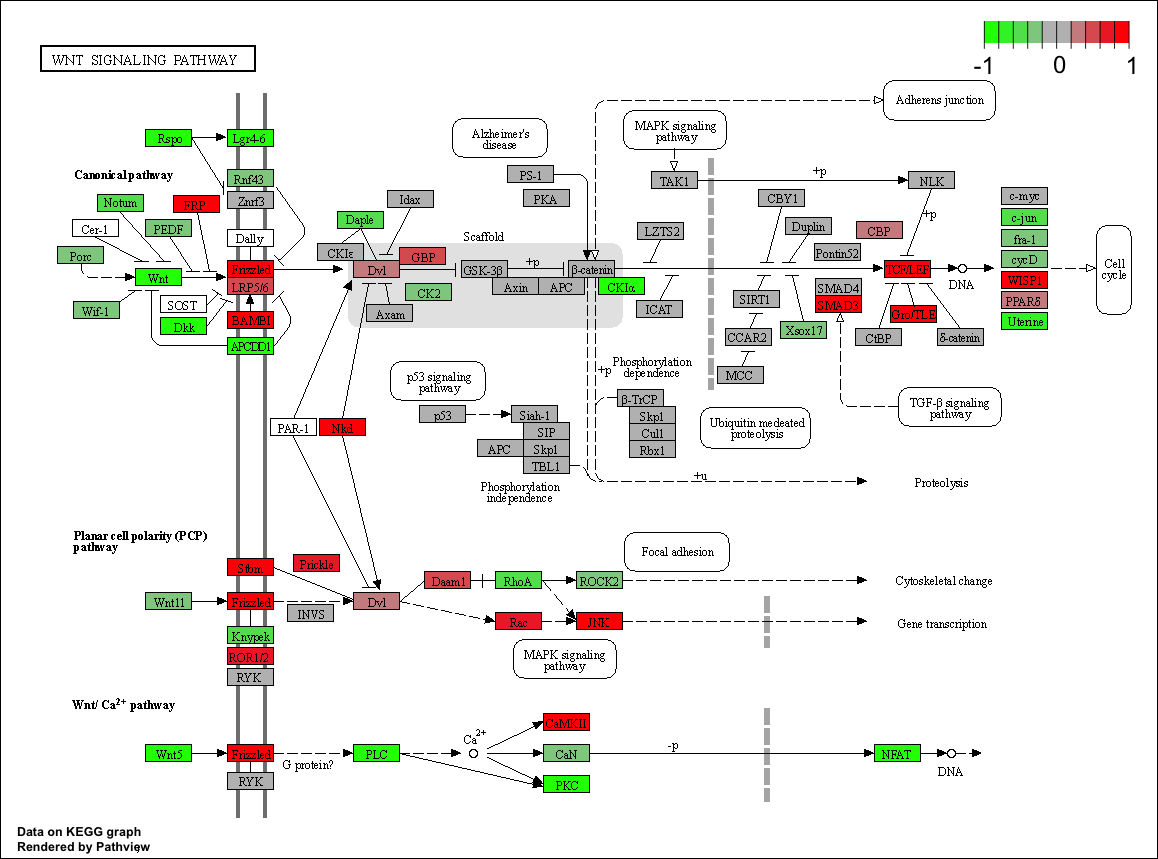 WNT SIGNALING PATHWAY
-1
0
1
Adherens junction
Rspo
Lgr4-6
Alzheimer's
disease
MAPK signaling
pathway
Canonical pathway
Rnf43
PS-1
TAK1
+p
NLK
Notum
FRP
Znrf3
Idax
PKA
CBY1
c-myc
Daple
+p
c-jun
Cer-1
PEDF
Dally
Scaffold
LZTS2
Duplin
CBP
fra-1
Porc
CKIε
GBP
Pontin52
cycD
Cell
cycle
Wnt
Frizzled
Dvl
GSK-3β
+p
β-catenin
TCF/LEF
DNA
WISP1
LRP5/6
Axin
APC
CKIα
SMAD4
PPARδ
CK2
SIRT1
SMAD3
Wif-1
SOST
Axam
ICAT
Gro/TLE
Uterine
Dkk
BAMBI
Xsox17
APCDD1
CCAR2
CtBP
δ-catenin
MCC
p53 signaling
pathway
+p
Phosphorylation
dependence
TGF-β signaling
pathway
β-TrCP
p53
Siah-1
Skp1
PAR-1
Nkd
SIP
Cul1
Ubiquitin medeated
proteolysis
APC
Skp1
Rbx1
TBL1
+u
Proteolysis
Phosphorylation
independence
Planar cell polarity (PCP)
pathway
Focal adhesion
Stbm
Prickle
Daam1
RhoA
ROCK2
Cytoskeletal change
Wnt11
Frizzled
INVS
Dvl
Rac
JNK
Gene transcription
Knypek
ROR1/2
MAPK signaling
pathway
RYK
Wnt/ Ca2+ pathway
CaMKII
Ca2+
Wnt5
Frizzled
G protein?
PLC
CaN
-p
NFAT
DNA
RYK
PKC
Data on KEGG graph
Rendered by Pathview